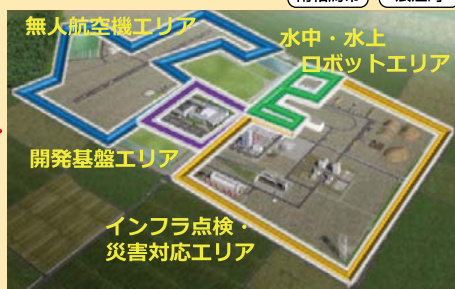 無人航空機エリア
水中・水上
ロボットエリア
開発基盤エリア
インフラ点検・
災害対応エリア